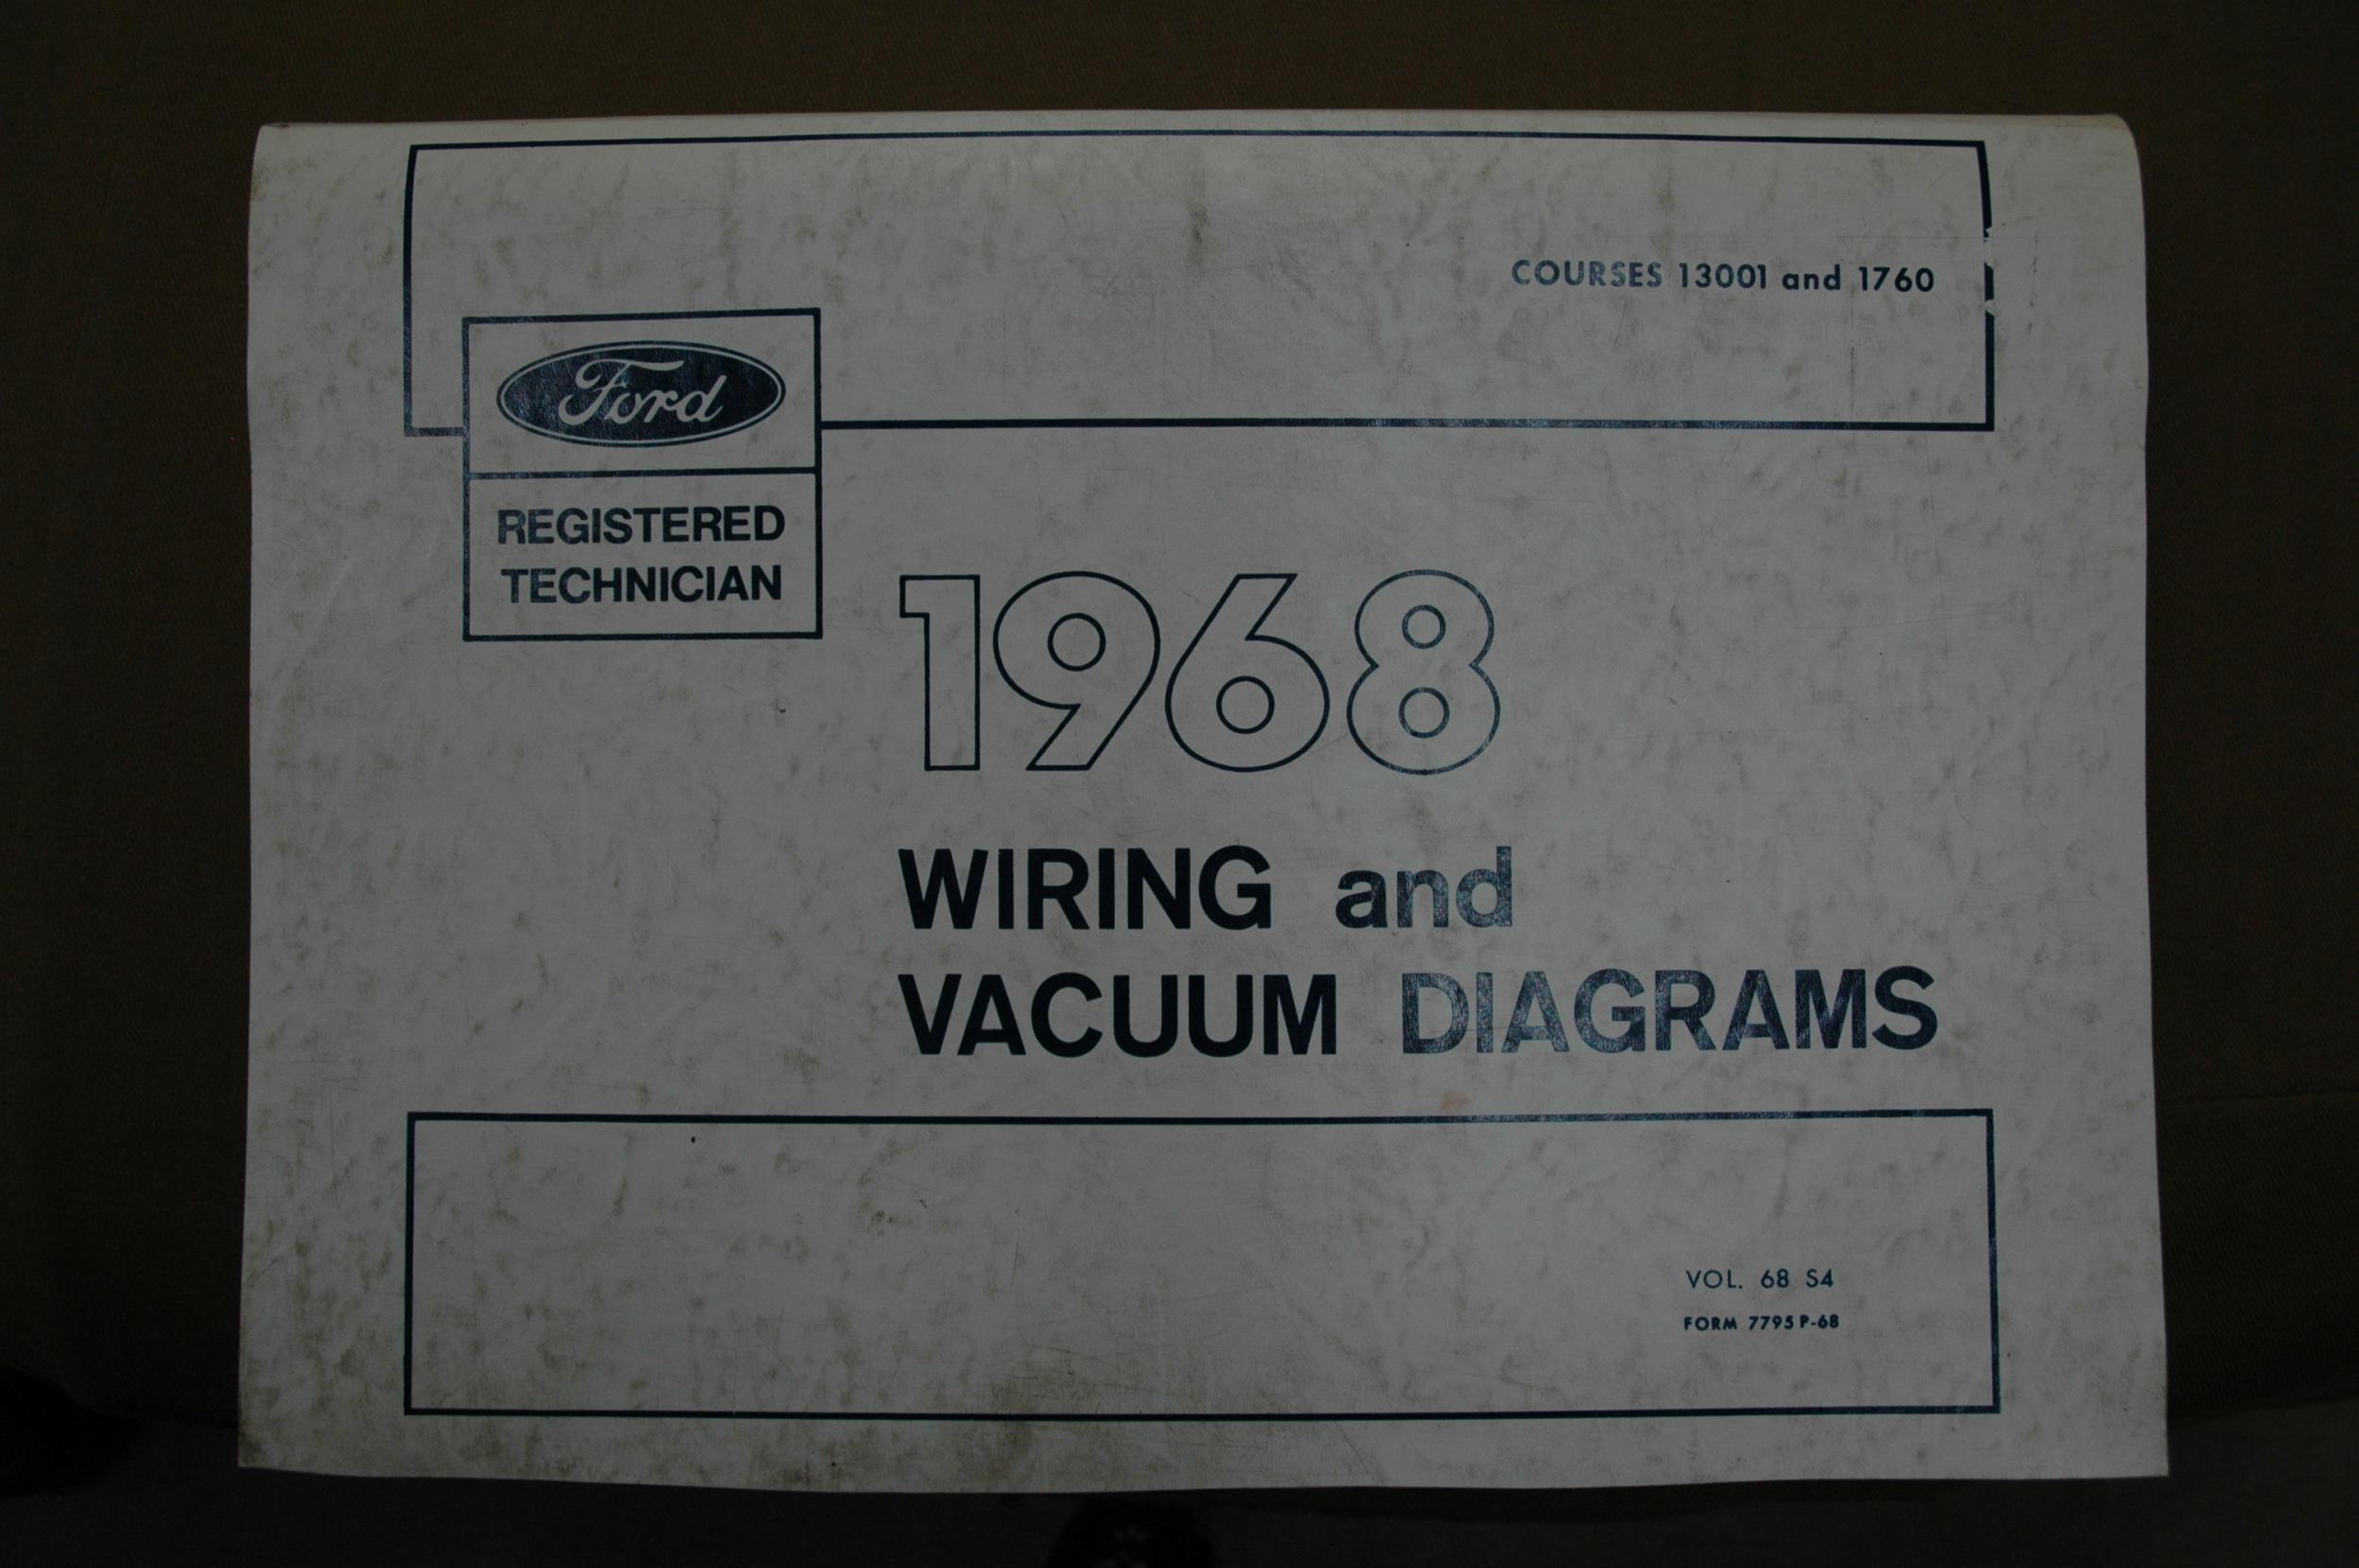 COURSES 13001 and 1760
Ford
REGISTERED
TECHNICIAN
1968
WIRING and
VACUUM DIAGRAMS
VOL. 68 S4
FORM 7795 P-68